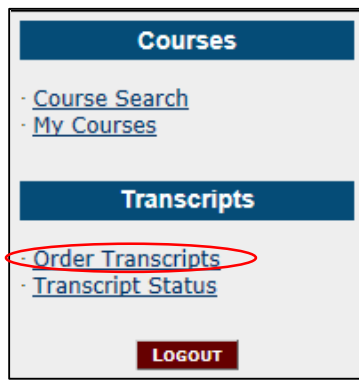 Courses
· Course Search
· My Courses
Transcripts
· Order Transcripts
· Transcript Status
LOGOUT